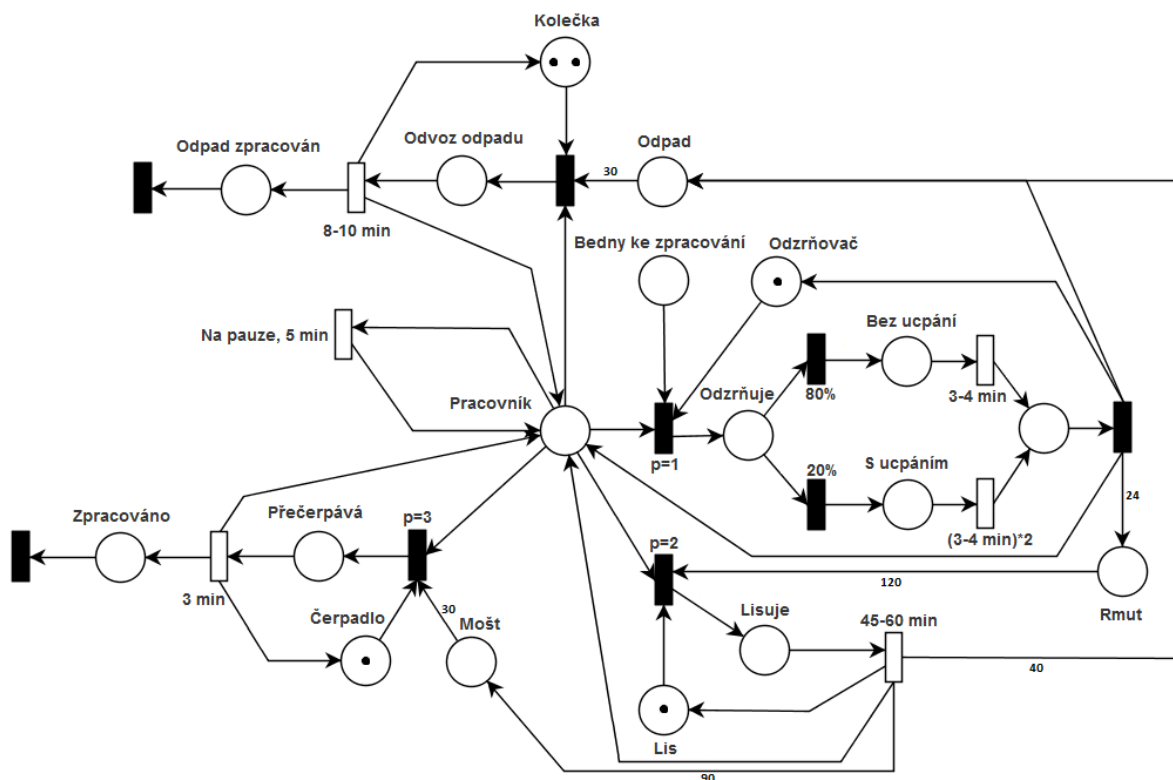 Kolečka
Odpad zpracován
Odvoz odpadu
Odpad
30
8-10 min
Bedny ke zpracování
Odzrňovač
Na pauze, 5 min
Bez ucpání
Pracovník
Odzrňuje
80%
3-4 min
p=1
20%
S ucpáním
24
Zpracováno
Přečerpává
p=3
(3-4 min)*2
p=2
120
3 min
Čerpadlo
30
Mošt
Lisuje
45-60 min
Rmut
40
Lis
90